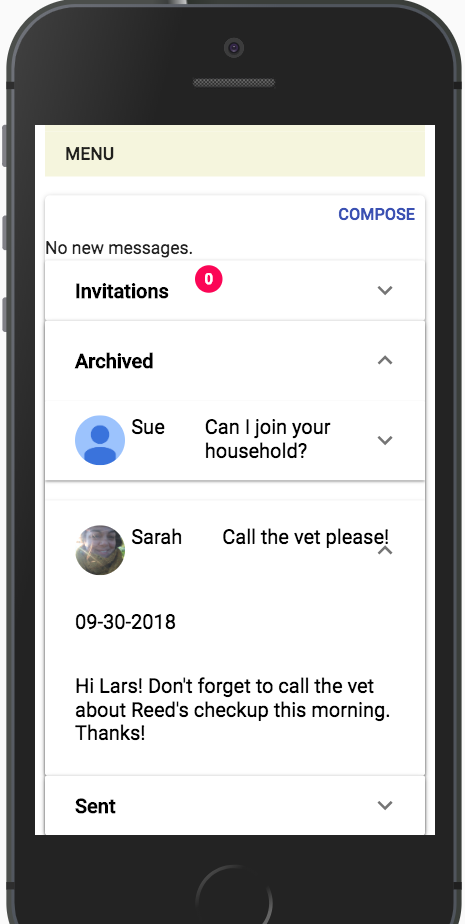 MENU
COMPOSE
No new messages.
Invitations 0
Archived
Sue Can I join your
household?
Sarah Call the vet please!
09-30-2018
Hi Lars! Don't forget to call the vet
about Reed's checkup this morning.
Thanks!
Sent